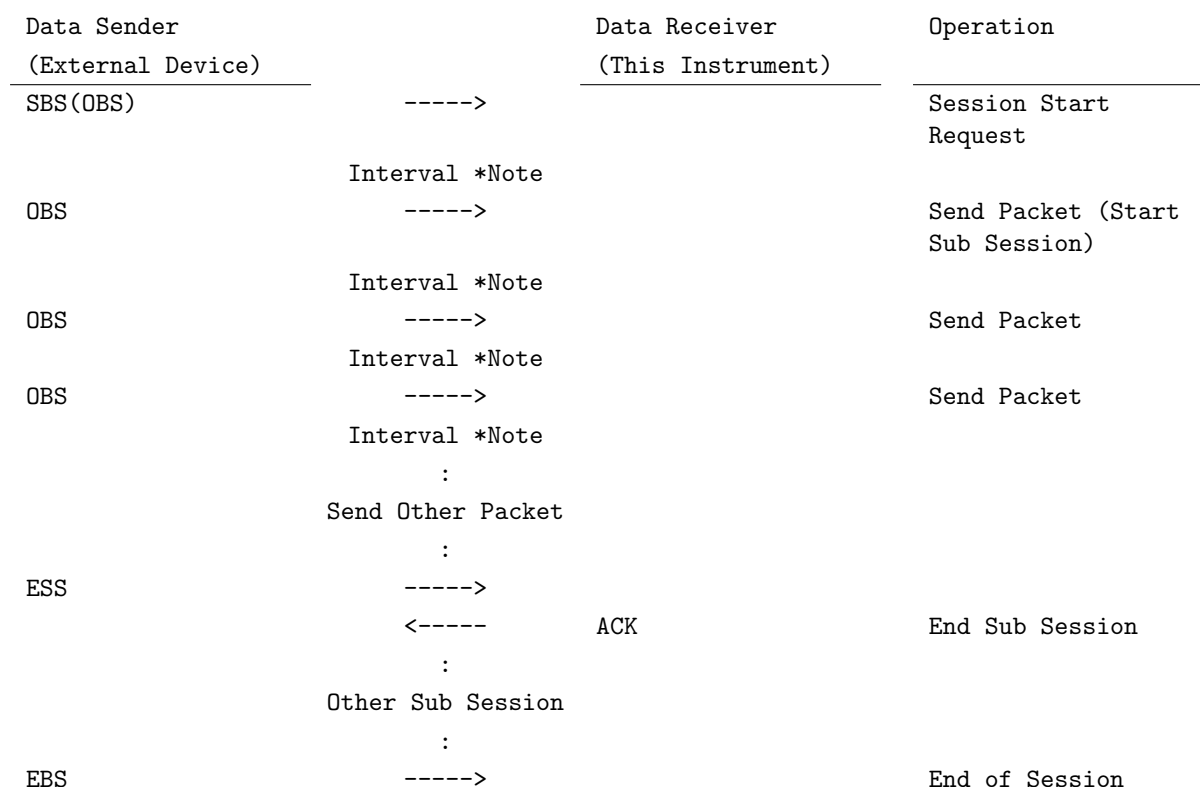 Data Sender Data Receiver Operation
(External Device) (This Instrument)
SBS(OBS) -----> Session Start
Request
Interval *Note
OBS -----> Send Packet (Start
Sub Session)
Interval *Note
OBS -----> Send Packet
Interval *Note
OBS -----> Send Packet
Interval *Note
:
Send Other Packet
:
ESS ----->
<----- ACK End Sub Session
:
Other Sub Session
:
EBS -----> End of Session